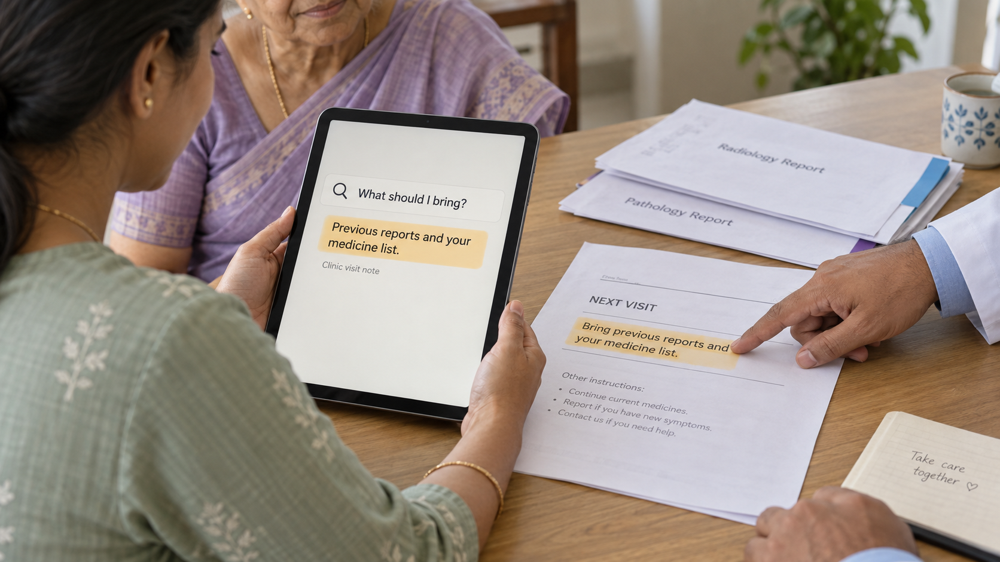 What should I bring?
Previous reports and your
medicine list.
Clinic visit note
Radiology Report
Pathology Report
NEXT VISIT
Bring previous reports and
your medicine list.
Other instructions:
• Continue current medicines.
• Report if you have new symptoms.
• Contact us if you need help.
Take care
together ♡